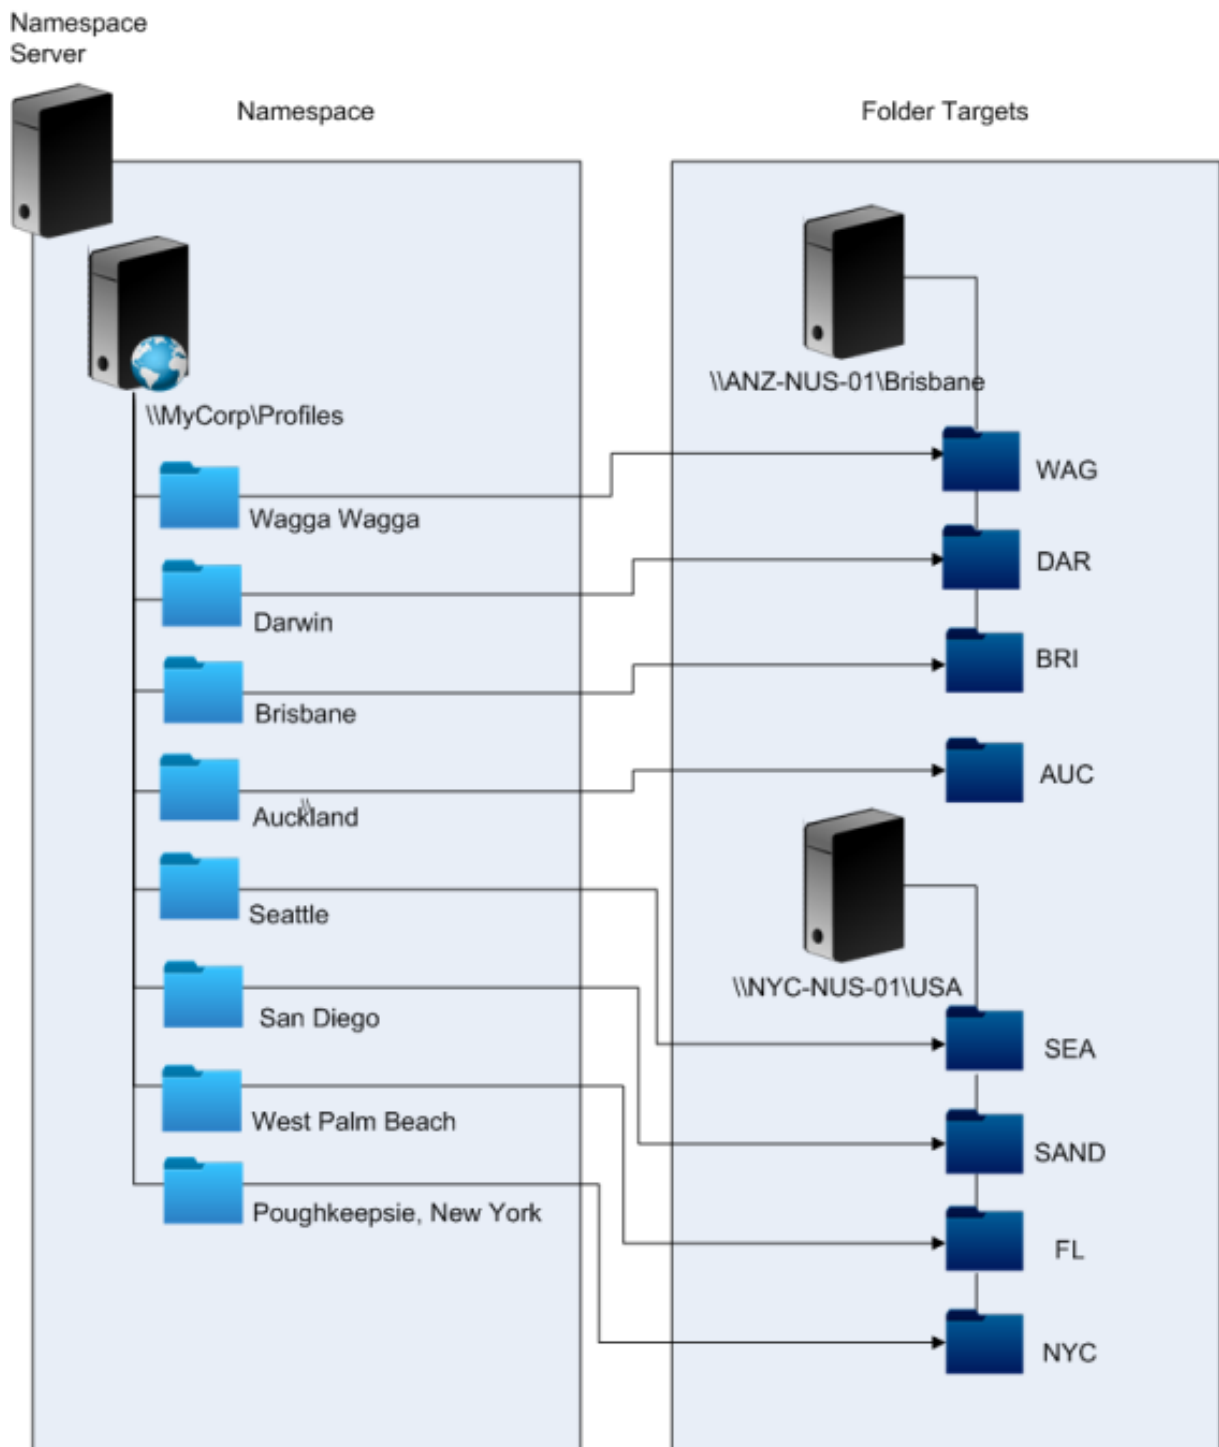 Namespace
Server
Namespace
Folder Targets
\\ANZ-NUS-01\Brisbane
\\MyCorp\Profiles
WAG
Wagga Wagga
DAR
Darwin
BRI
Brisbane
AUC
\\
Auckland
Seattle
\\NYC-NUS-01\USA
San Diego
SEA
West Palm Beach
SAND
Poughkeepsie, New York
FL
NYC